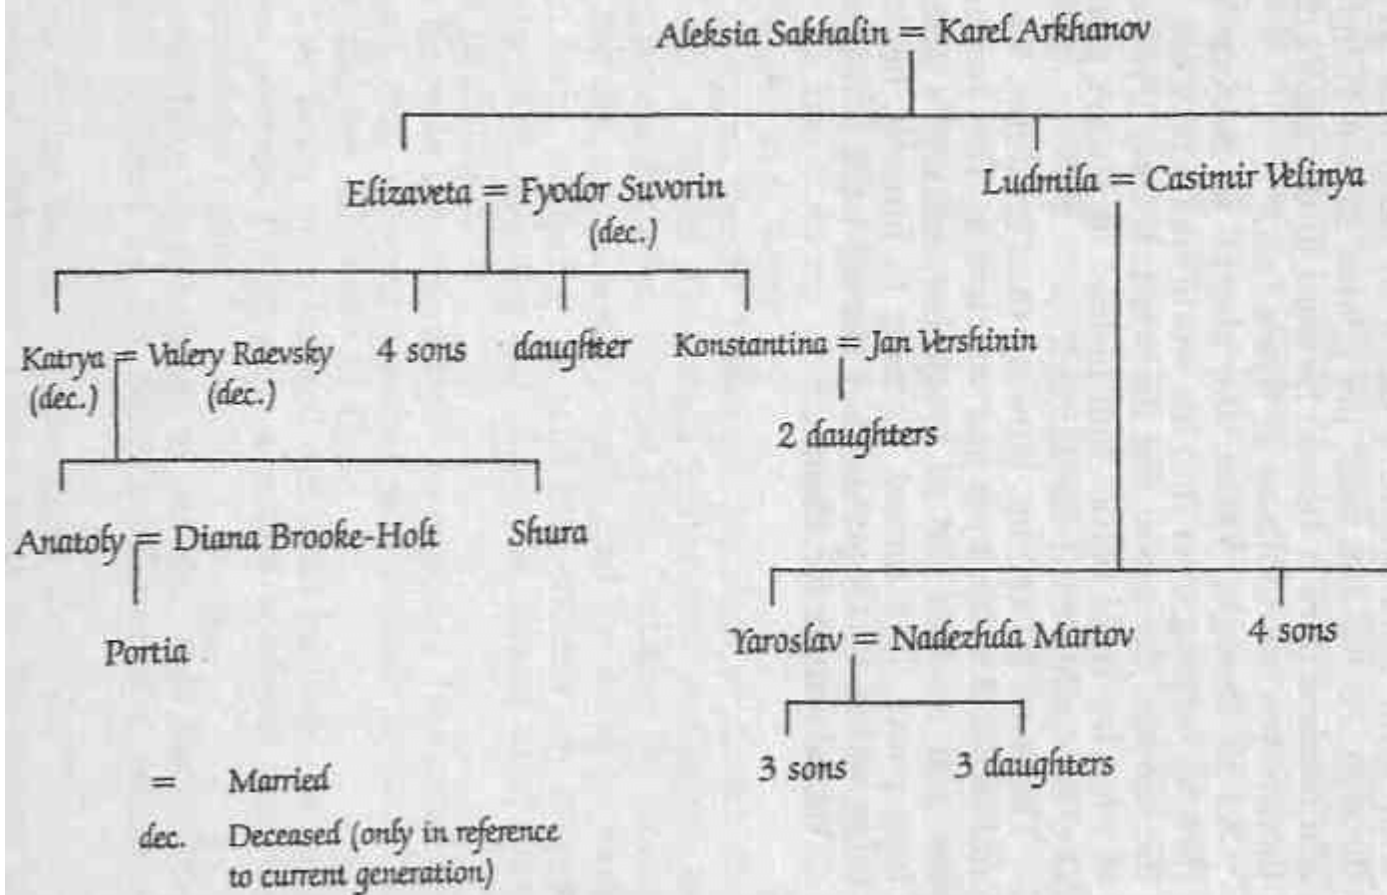 Aleksia Sakhalin = Karel Arkhanov
Elizaveta = Fyodor Suvorin
(dec.)
Ludmila = Casimir Velinya
Katrya = Valery Raevsky
(dec.)
(dec.)
4 sons
daughter
Konstantina = Jan Vershinin
2 daughters
Anatoly = Diana Brooke-Holt
Shura
Portia
Yaroslav = Nadezhda Martov
4 sons
3 sons
3 daughters
= Married
dec. Deceased (only in reference
to current generation)